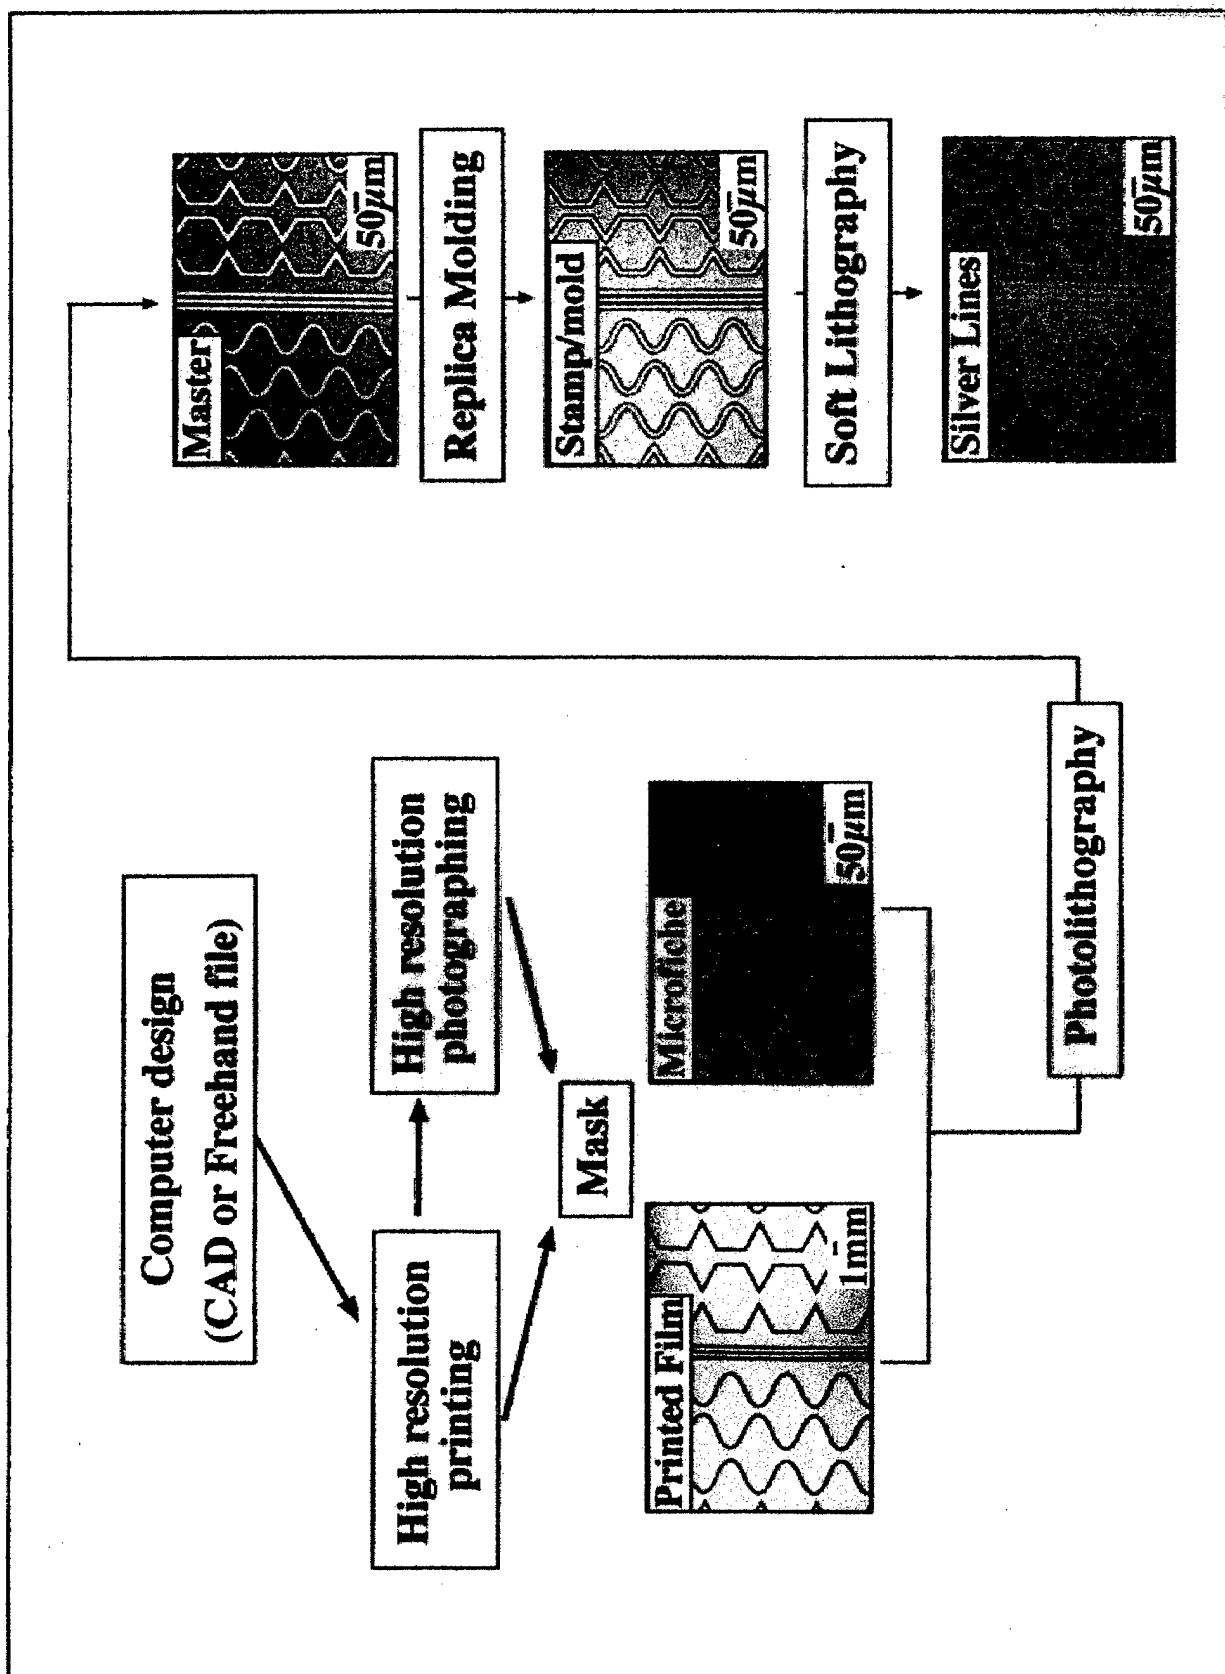 Computer design
(CAD or Freehand file)
High resolution
printing
High resolution
photographing
Mask
Printed Film
1mm
Microfiche
50μm
Photolithography
Master
50μm
Replica Molding
Stamp/mold
50μm
Soft Lithography
Silver Lines
50μm